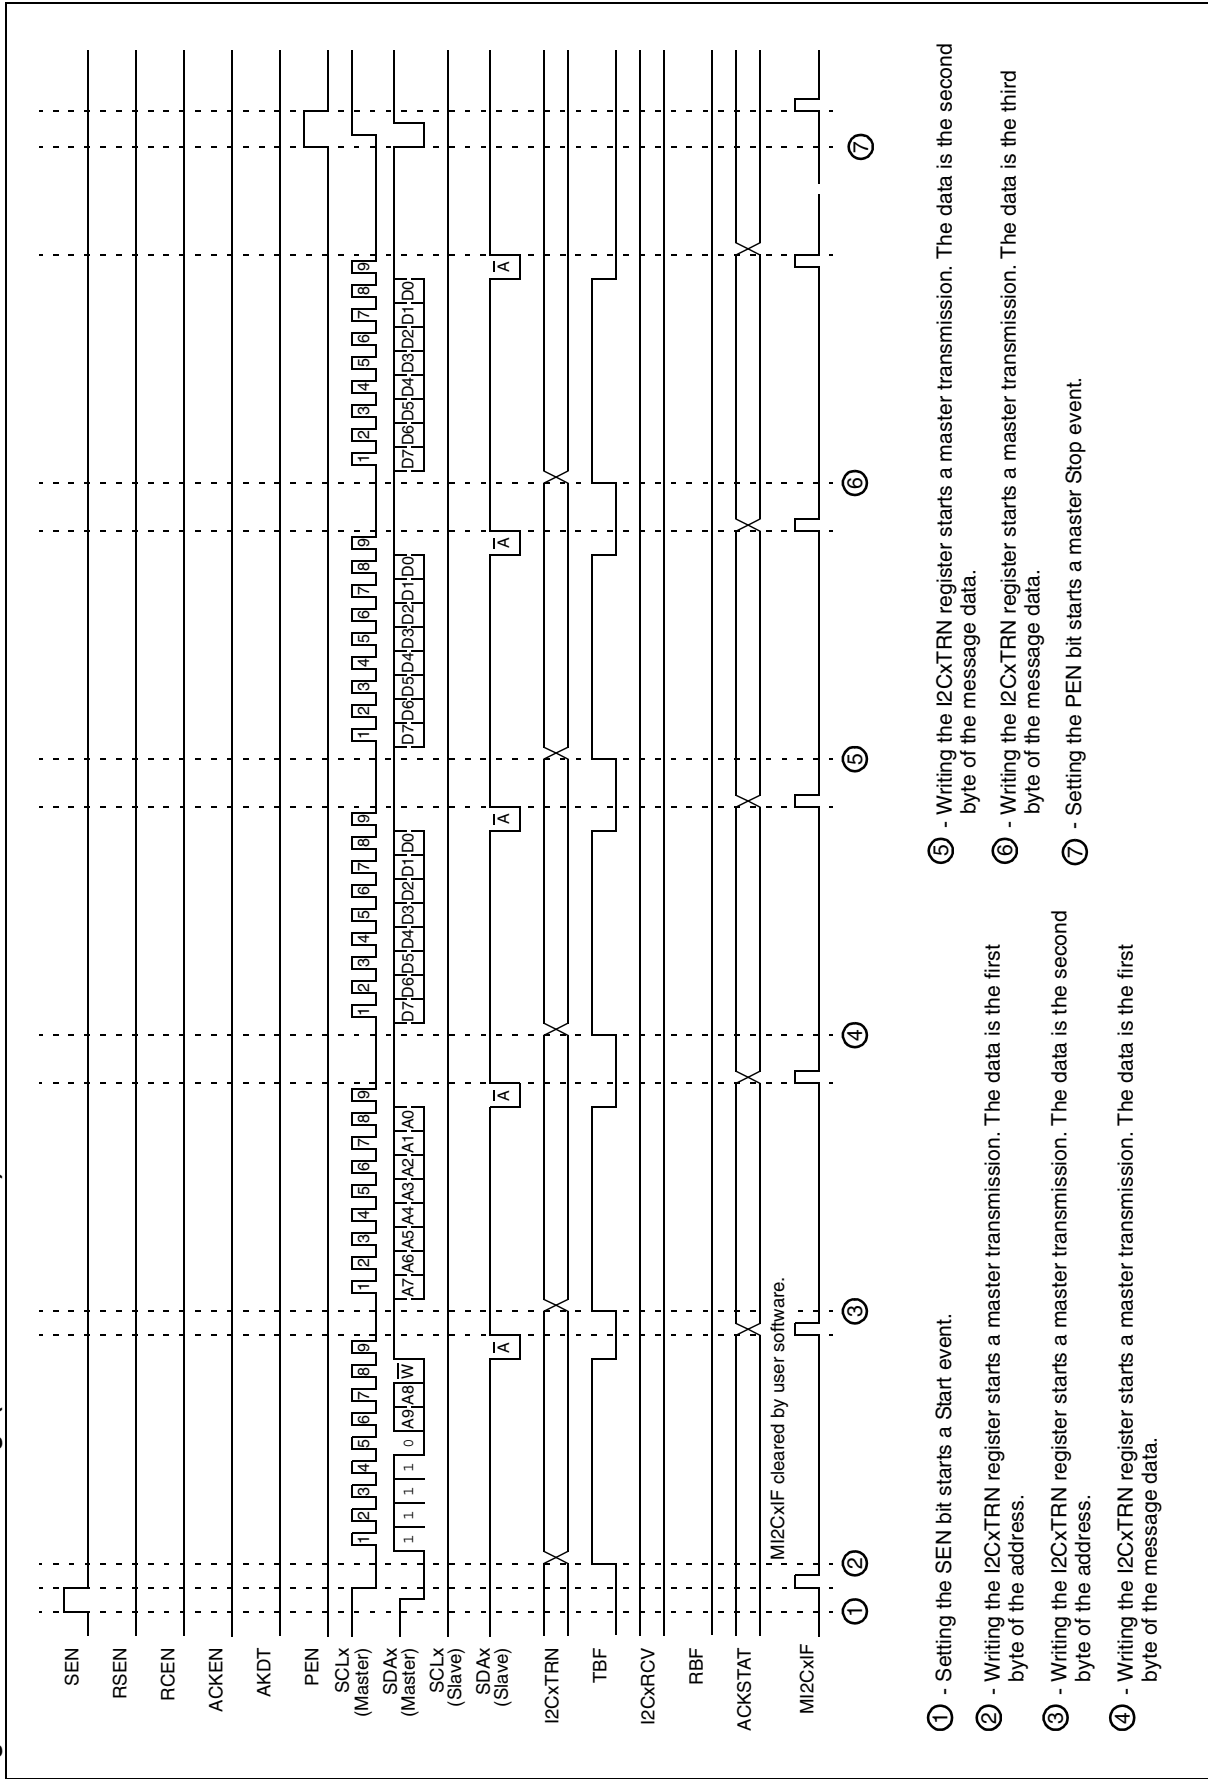 SEN
RSEN
RCEN
ACKEN
AKDT
PEN
SCLx
(Master)
1 2 3 4 5 6 7 8 9 1 2 3 4 5 6 7 8 9 1 2 3 4 5 6 7 8 9 1 2 3 4 5 6 7 8 9 1 2 3 4 5 6 7 8 9
SDAx
(Master)
1 1 1 1 0 A9 A8 W A7 A6 A5 A4 A3 A2 A1 A0 D7 D6 D5 D4 D3 D2 D1 D0 D7 D6 D5 D4 D3 D2 D1 D0 D7 D6 D5 D4 D3 D2 D1 D0
SCLx
(Slave)
SDAx
(Slave)
A A A A A
I2CxTRN
TBF
I2CxRCV
RBF
ACKSTAT
MI2CxIF cleared by user software.
MI2CxIF
1 2 3 4 5 6 7
1 - Setting the SEN bit starts a Start event.
2 - Writing the I2CxTRN register starts a master transmission. The data is the first
byte of the address.
3 - Writing the I2CxTRN register starts a master transmission. The data is the second
byte of the address.
4 - Writing the I2CxTRN register starts a master transmission. The data is the first
byte of the message data.
5 - Writing the I2CxTRN register starts a master transmission. The data is the second
byte of the message data.
6 - Writing the I2CxTRN register starts a master transmission. The data is the third
byte of the message data.
7 - Setting the PEN bit starts a master Stop event.